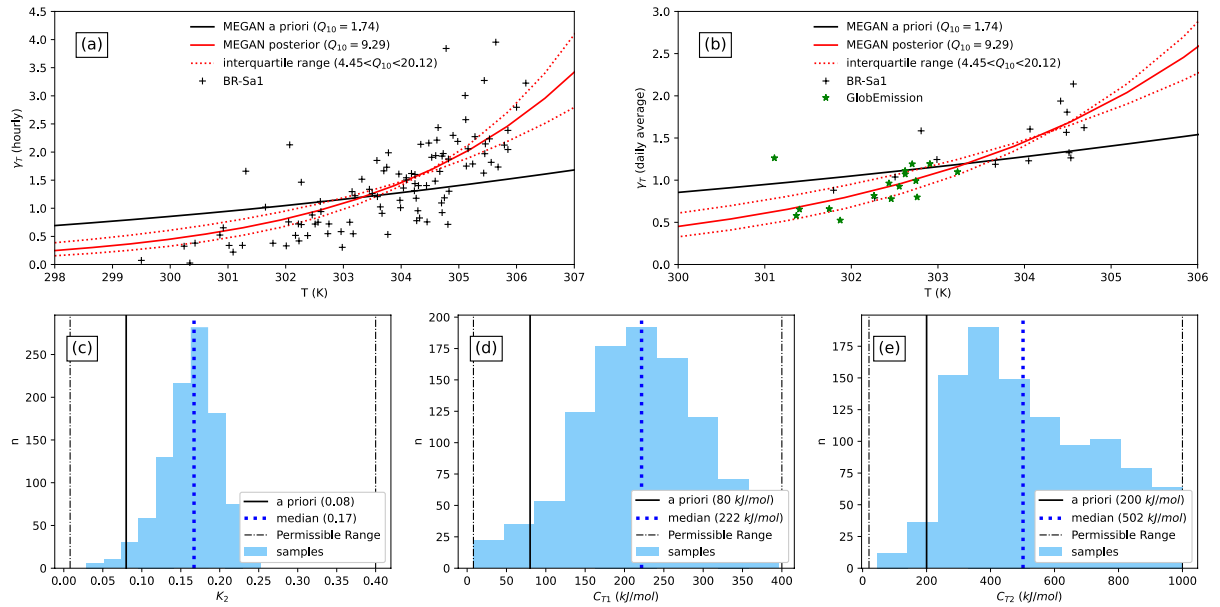 (a)
MEGAN a priori (Q10 = 1.74)
MEGAN posterior (Q10 = 9.29)
interquartile range (4.45<Q10<20.12)
BR-Sa1
γT (hourly)
4.5
4.0
3.5
3.0
2.5
2.0
1.5
1.0
0.5
0.0
298 299 300 301 302 303 304 305 306 307
T (K)
(b)
MEGAN a priori (Q10 = 1.74)
MEGAN posterior (Q10 = 9.29)
interquartile range (4.45<Q10<20.12)
BR-Sa1
GlobEmission
γT (daily average)
3.0
2.5
2.0
1.5
1.0
0.5
0.0
300 301 302 303 304 305 306
T (K)
(c)
n
250
200
150
100
50
0
a priori (0.08)
median (0.17)
Permissible Range
samples
0.00 0.05 0.10 0.15 0.20 0.25 0.30 0.35 0.40
K2
(d)
n
200
175
150
125
100
75
50
25
0
a priori (80 kJ/mol)
median (222 kJ/mol)
Permissible Range
samples
0 50 100 150 200 250 300 350 400
CT1 (kJ/mol)
(e)
n
175
150
125
100
75
50
25
0
a priori (200 kJ/mol)
median (502 kJ/mol)
Permissible Range
samples
0 200 400 600 800 1000
CT2 (kJ/mol)